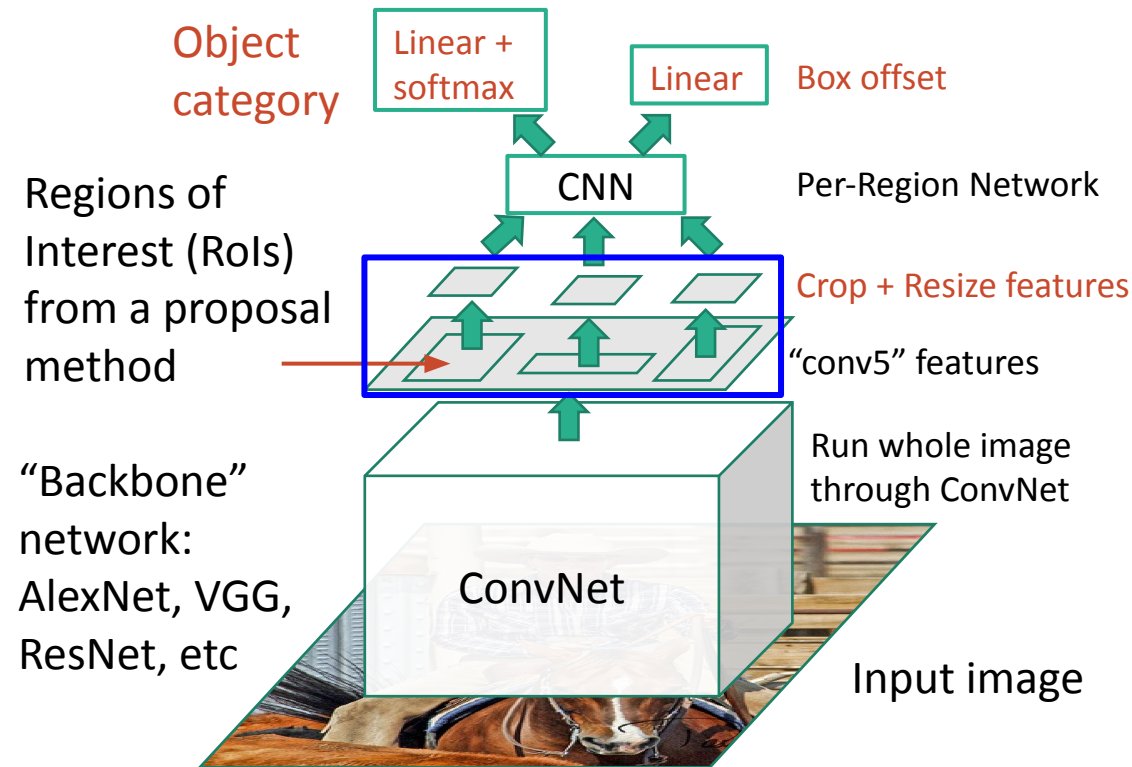 Object
category
Linear +
softmax
Linear
Box offset
CNN
Per-Region Network
Regions of
Interest (RoIs)
from a proposal
method
Crop + Resize features
“conv5” features
Run whole image
through ConvNet
“Backbone”
network:
AlexNet, VGG,
ResNet, etc
ConvNet
Input image